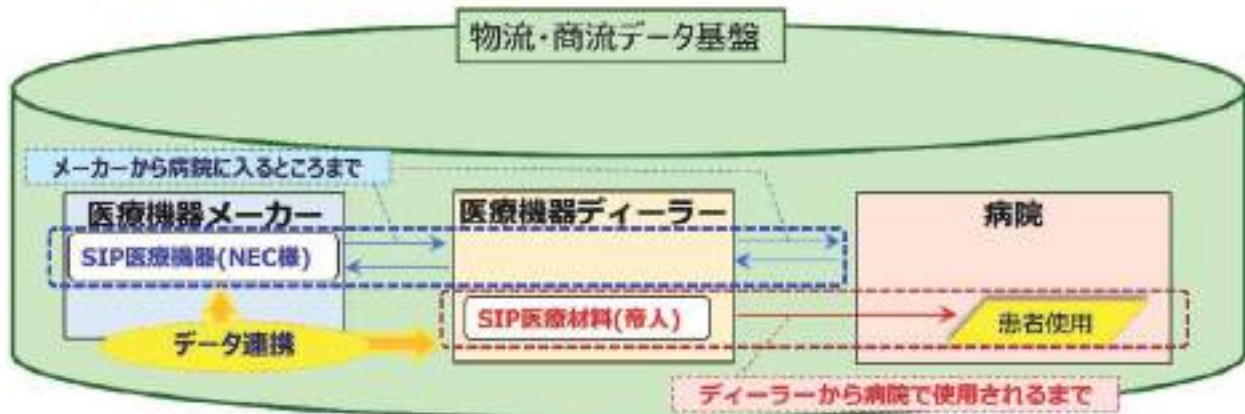 物流・商流データ基盤
メーカーから病院に入るところまで
医療機器メーカー
医療機器ディーラー
病院
SIP医療機器(NEC様)
SIP医療材料(帝人)
患者使用
データ連携
ディーラーから病院で使用されるまで